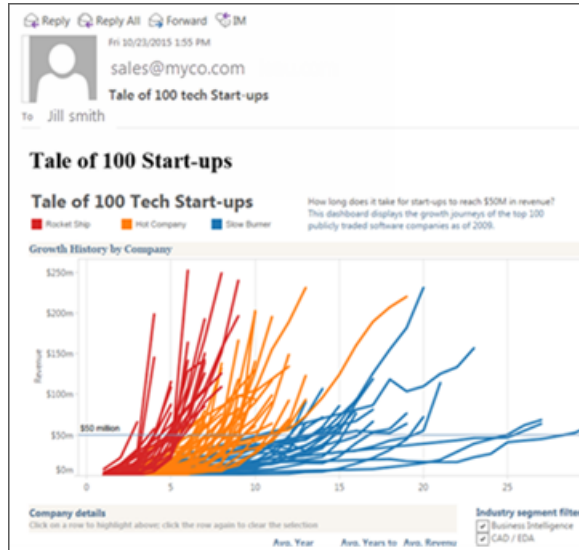 Reply Reply All Forward IM
Fri 10/23/2015 1:55 PM
sales@myco.com
Tale of 100 tech Start-ups
To Jill smith
Tale of 100 Start-ups
Tale of 100 Tech Start-ups
Rocket Ship Hot Company Slow Burner
How long does it take for start-ups to reach $50M in revenue?
This dashboard displays the growth journeys of the top 100
publicly traded software companies as of 2009.
Growth History by Company
$250m
$200m
$150m
$100m
$50m
$0m
Revenue
$50 million
0 5 10 15 20 25
Company details
Click on a row to highlight above; click the row again to clear the selection
Avg. Year Avg. Years to Avg. Revenu
Industry segment filter
Business Intelligence
CAD / EDA